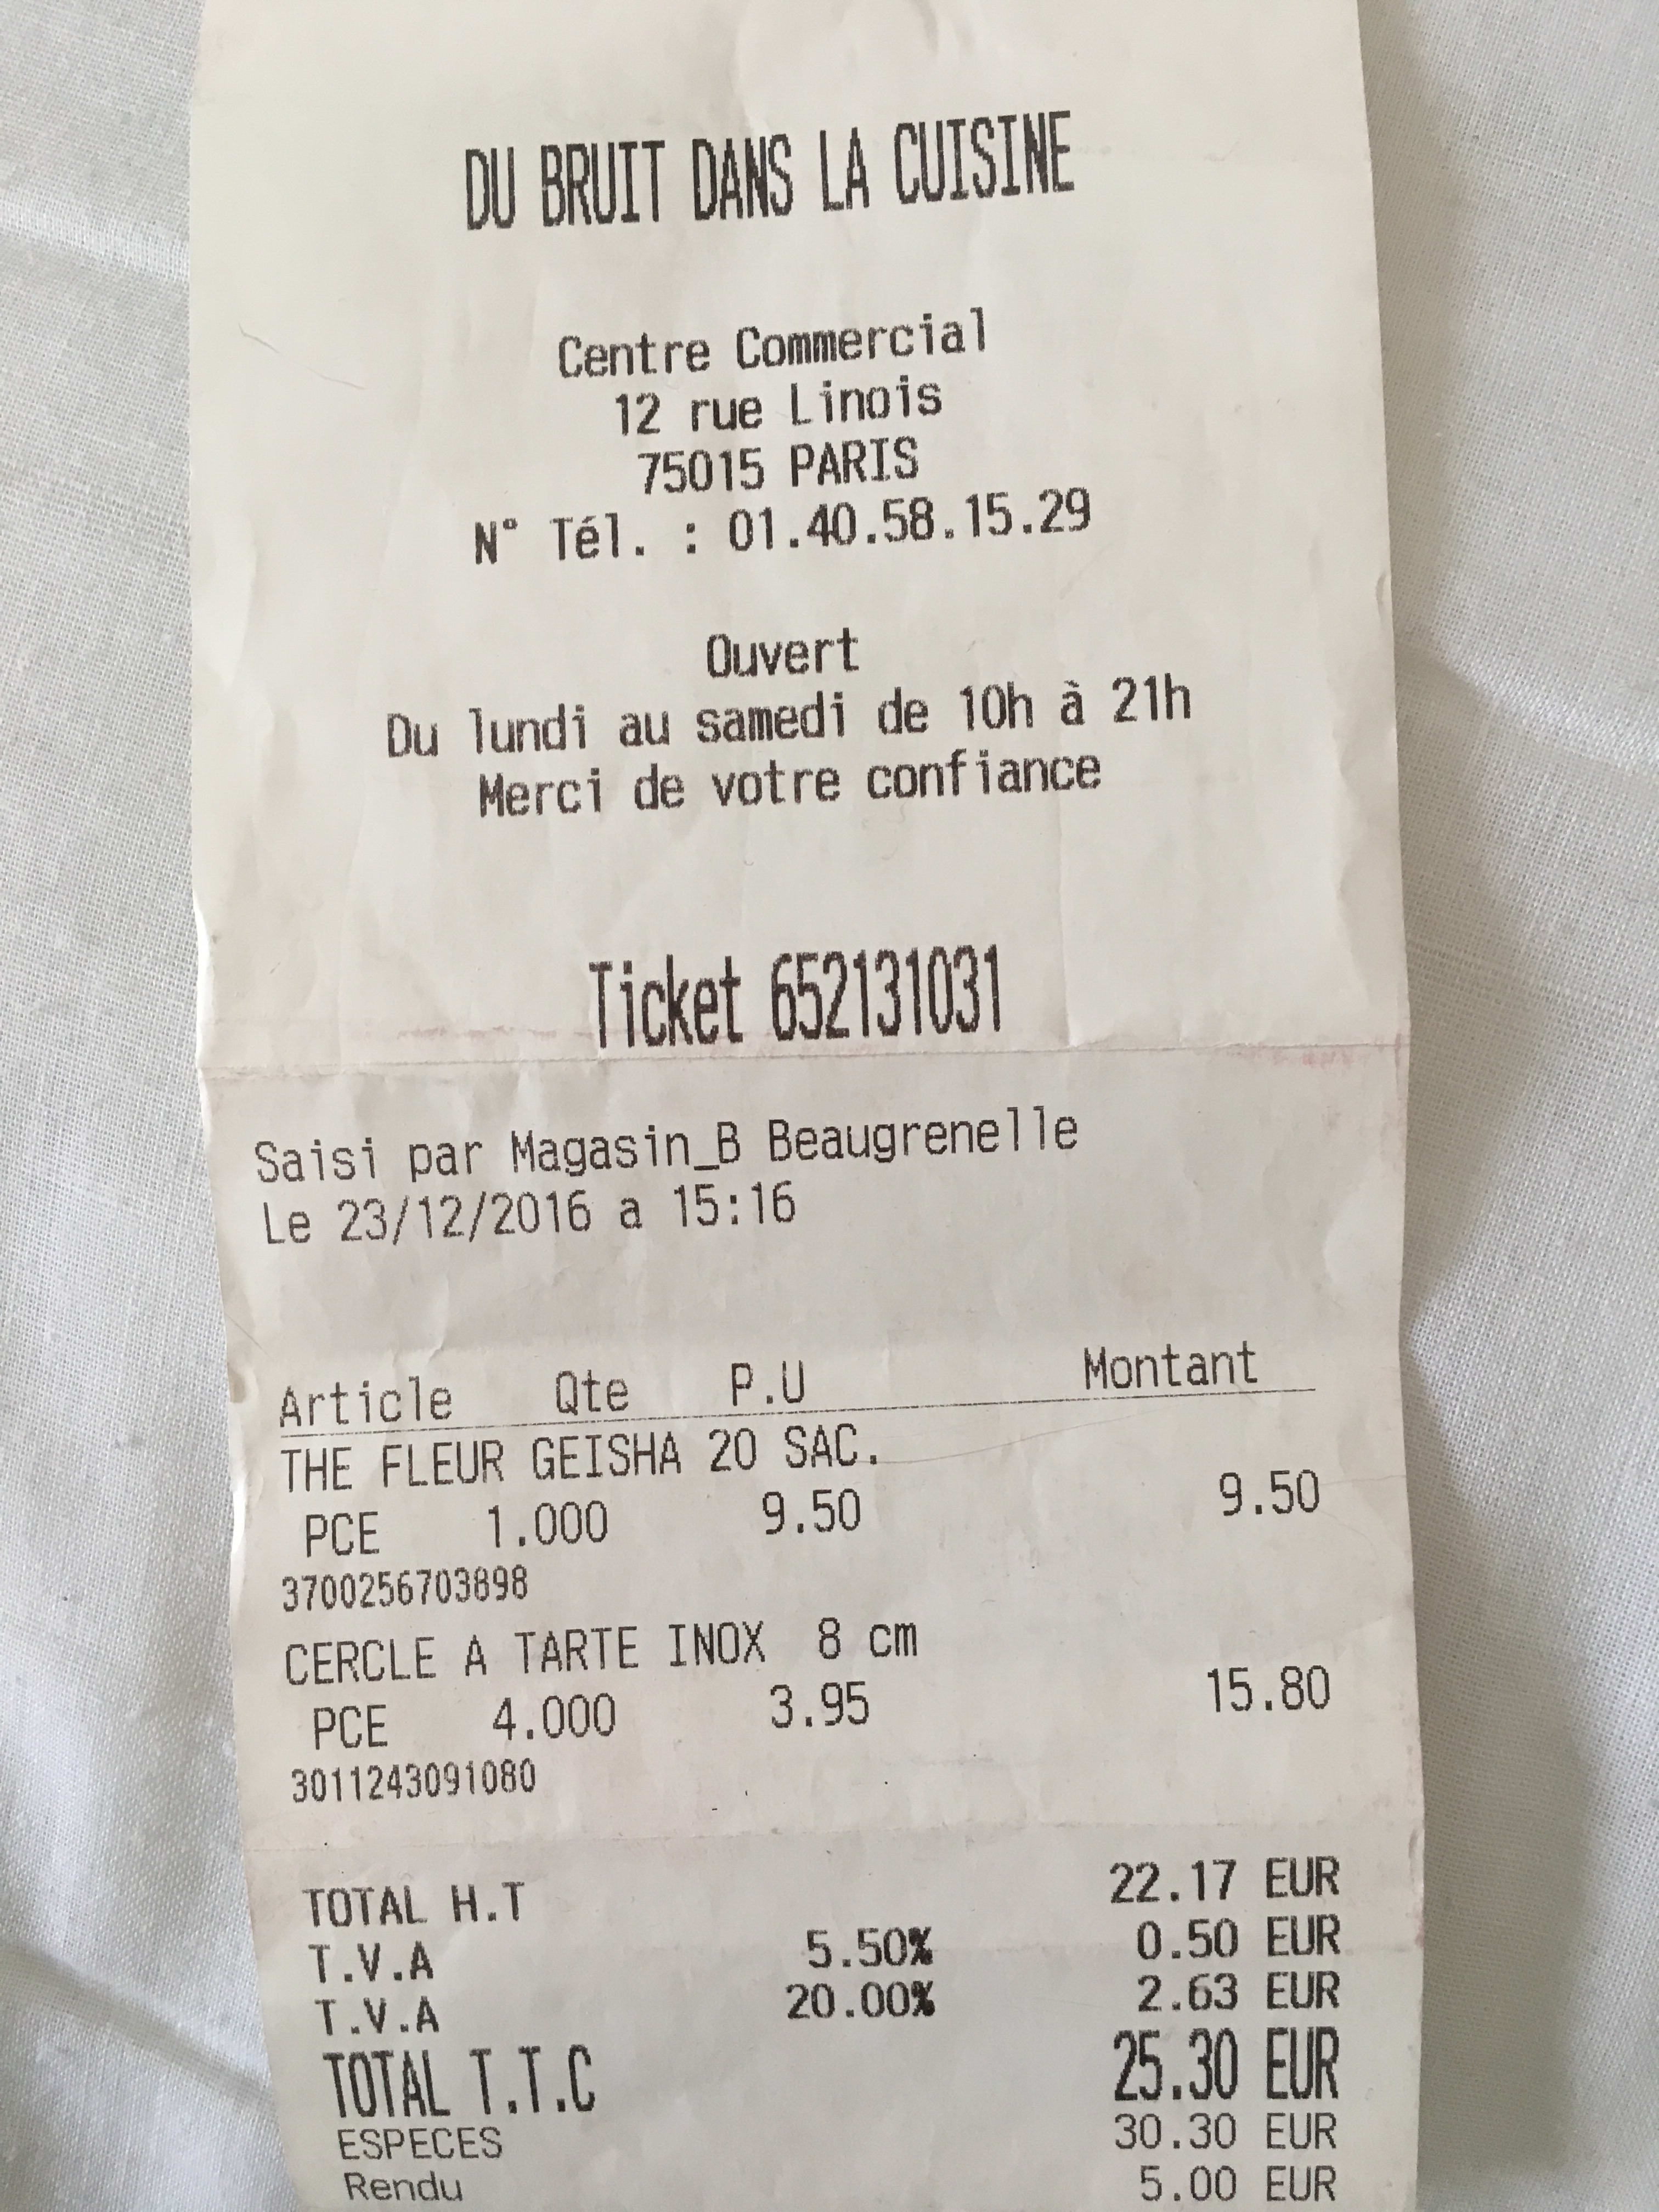 DU BRUIT DANS LA CUISINE
Centre Commercial
12 rue Linois
75015 PARIS
N° Tél. : 01.40.58.15.29
Ouvert
Du lundi au samedi de 10h à 21h
Merci de votre confiance
Ticket 652131031
Saisi par Magasin_B Beaugrenelle
Le 23/12/2016 a 15:16
Article Qte P.U Montant
THE FLEUR GEISHA 20 SAC.
PCE 1.000 9.50 9.50
3700256703898
CERCLE A TARTE INOX 8 cm
PCE 4.000 3.95 15.80
3011243091080
TOTAL H.T 22.17 EUR
T.V.A 5.50% 0.50 EUR
T.V.A 20.00% 2.63 EUR
TOTAL T.T.C 25.30 EUR
ESPECES 30.30 EUR
Rendu 5.00 EUR